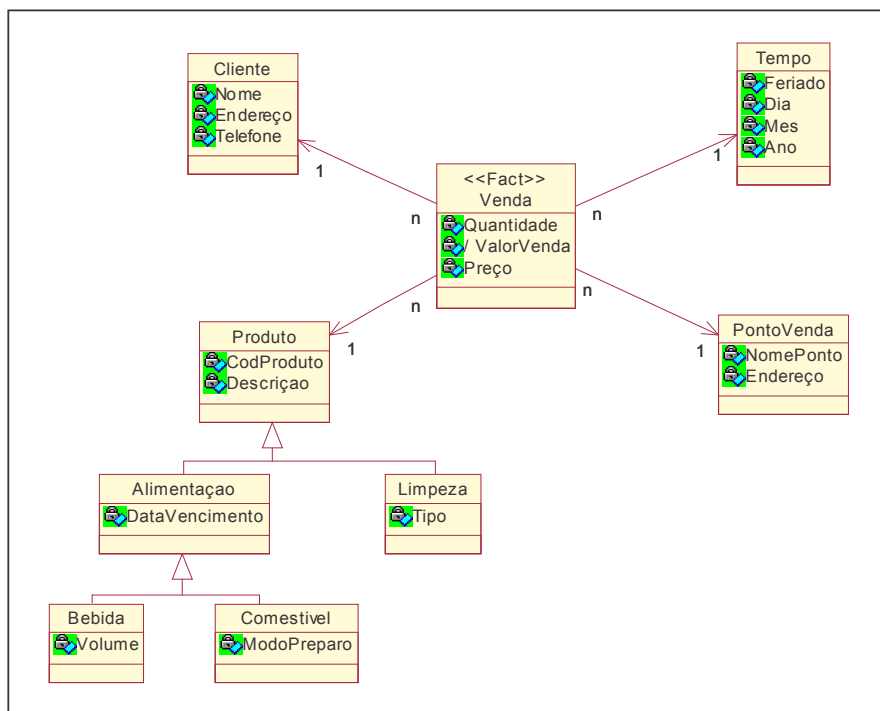 Cliente
Nome
Endereço
Telefone
Tempo
Feriado
Dia
Mes
Ano
1
1
<<Fact>>
Venda
Quantidade
/ ValorVenda
Preço
n
n
n
n
Produto
CodProduto
Descriçao
1
PontoVenda
NomePonto
Endereço
1
Alimentaçao
DataVencimento
Limpeza
Tipo
Bebida
Volume
Comestivel
ModoPreparo